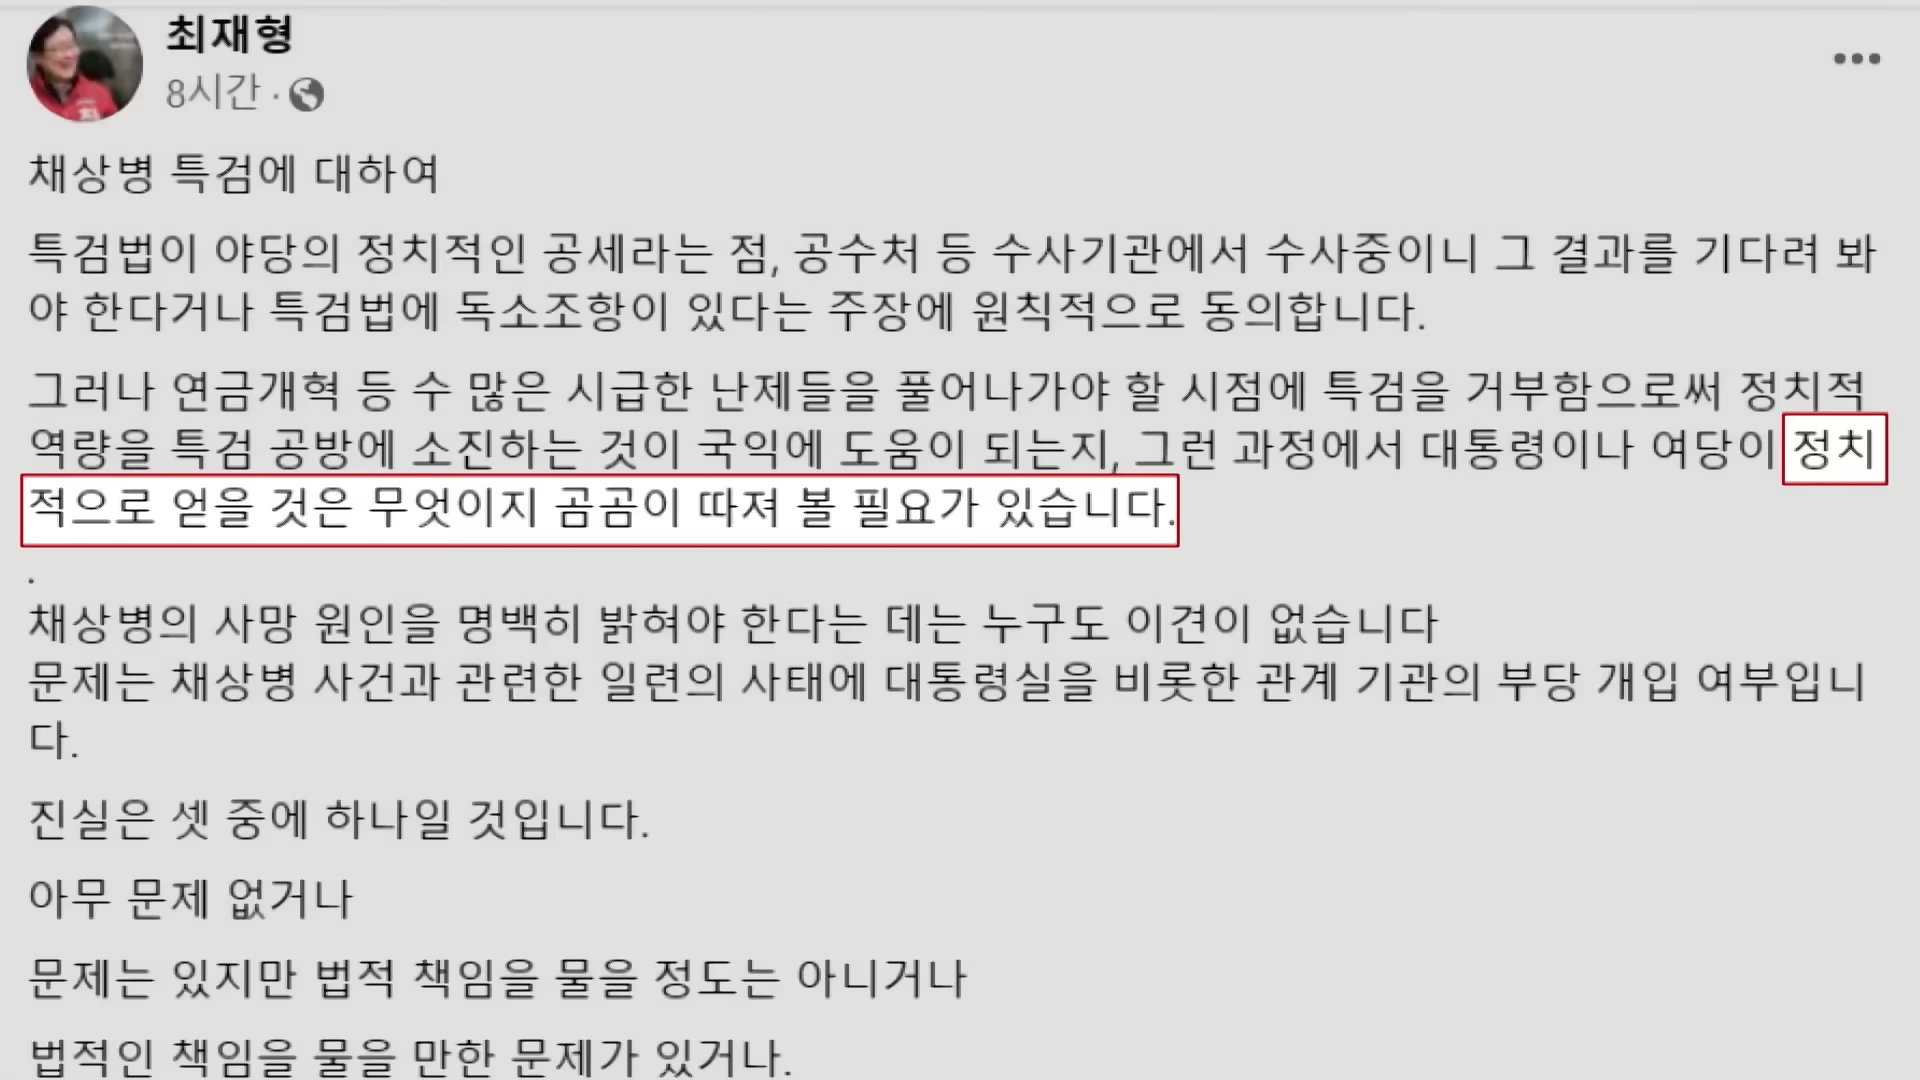 최재형
8시간 ·
채상병 특검에 대하여
특검법이 야당의 정치적인 공세라는 점, 공수처 등 수사기관에서 수사중이니 그 결과를 기다려 봐
야 한다거나 특검법에 독소조항이 있다는 주장에 원칙적으로 동의합니다.
그러나 연금개혁 등 수 많은 시급한 난제들을 풀어나가야 할 시점에 특검을 거부함으로써 정치적
역량을 특검 공방에 소진하는 것이 국익에 도움이 되는지, 그런 과정에서 대통령이나 여당이 정치
적으로 얻을 것은 무엇이지 곰곰이 따져 볼 필요가 있습니다.
.
채상병의 사망 원인을 명백히 밝혀야 한다는 데는 누구도 이견이 없습니다
문제는 채상병 사건과 관련한 일련의 사태에 대통령실을 비롯한 관계 기관의 부당 개입 여부입니
다.
진실은 셋 중에 하나일 것입니다.
아무 문제 없거나
문제는 있지만 법적 책임을 물을 정도는 아니거나
법적인 책임을 물을 만한 문제가 있거나.